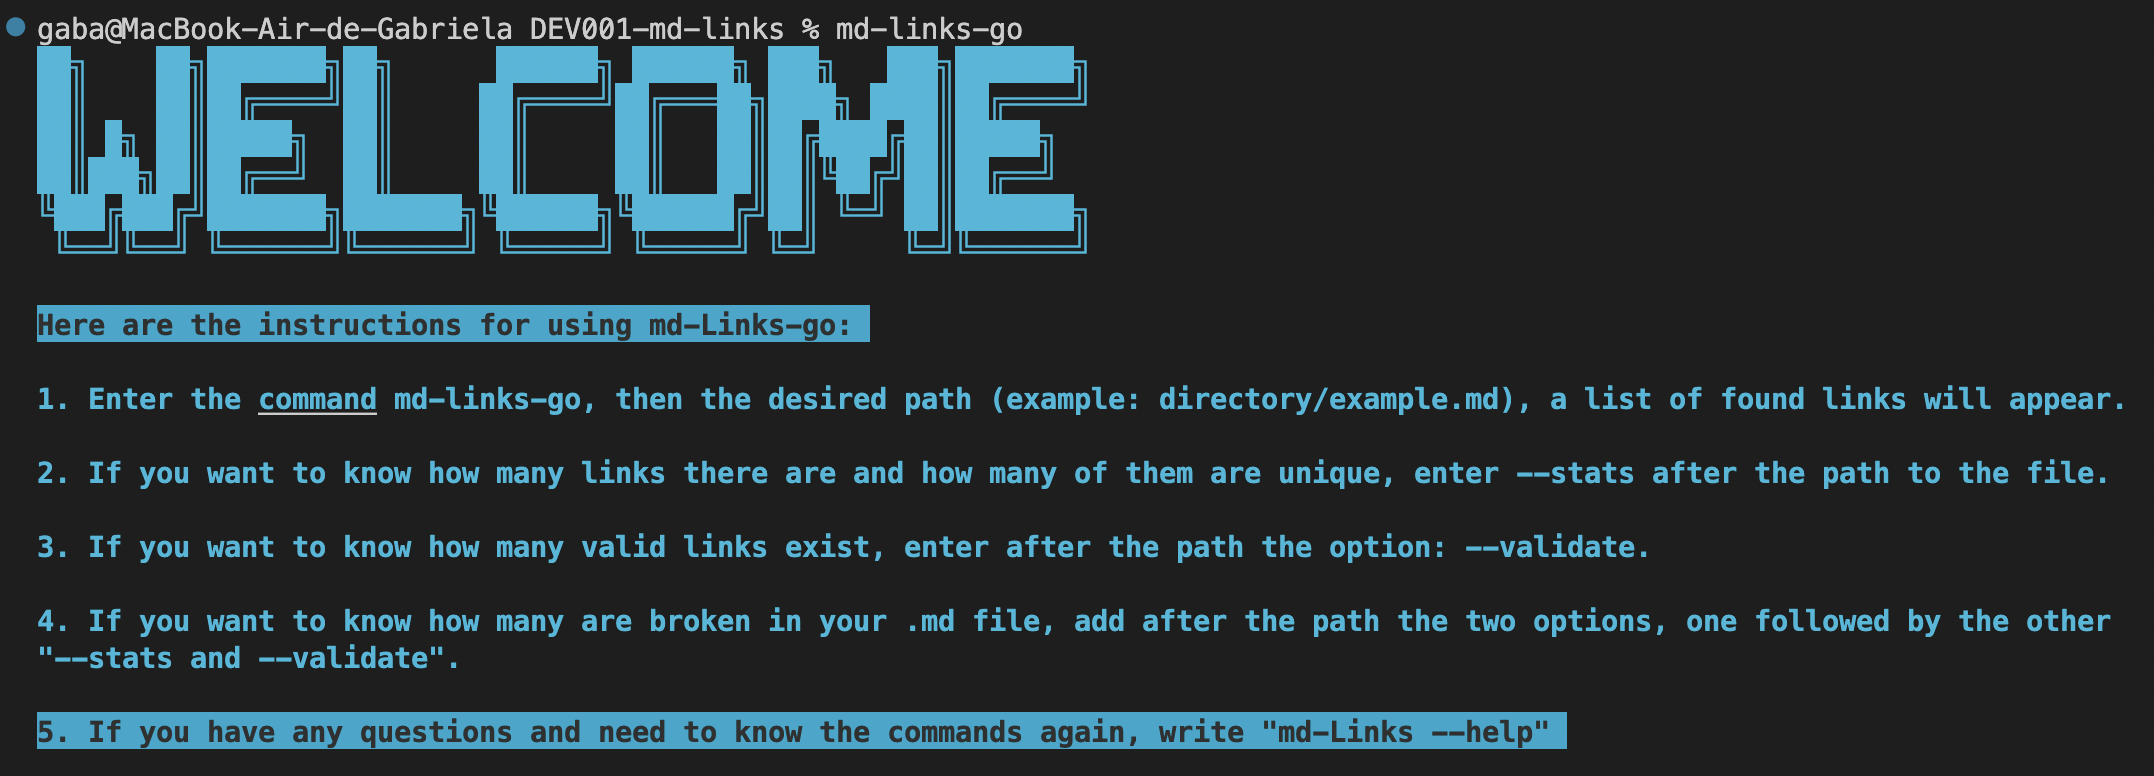 gaba@MacBook-Air-de-Gabriela DEV001-md-links % md-links-go
WELCOME
Here are the instructions for using md-Links-go:
1. Enter the command md-links-go, then the desired path (example: directory/example.md), a list of found links will appear.
2. If you want to know how many links there are and how many of them are unique, enter --stats after the path to the file.
3. If you want to know how many valid links exist, enter after the path the option: --validate.
4. If you want to know how many are broken in your .md file, add after the path the two options, one followed by the other
"--stats and --validate".
5. If you have any questions and need to know the commands again, write "md-Links --help"